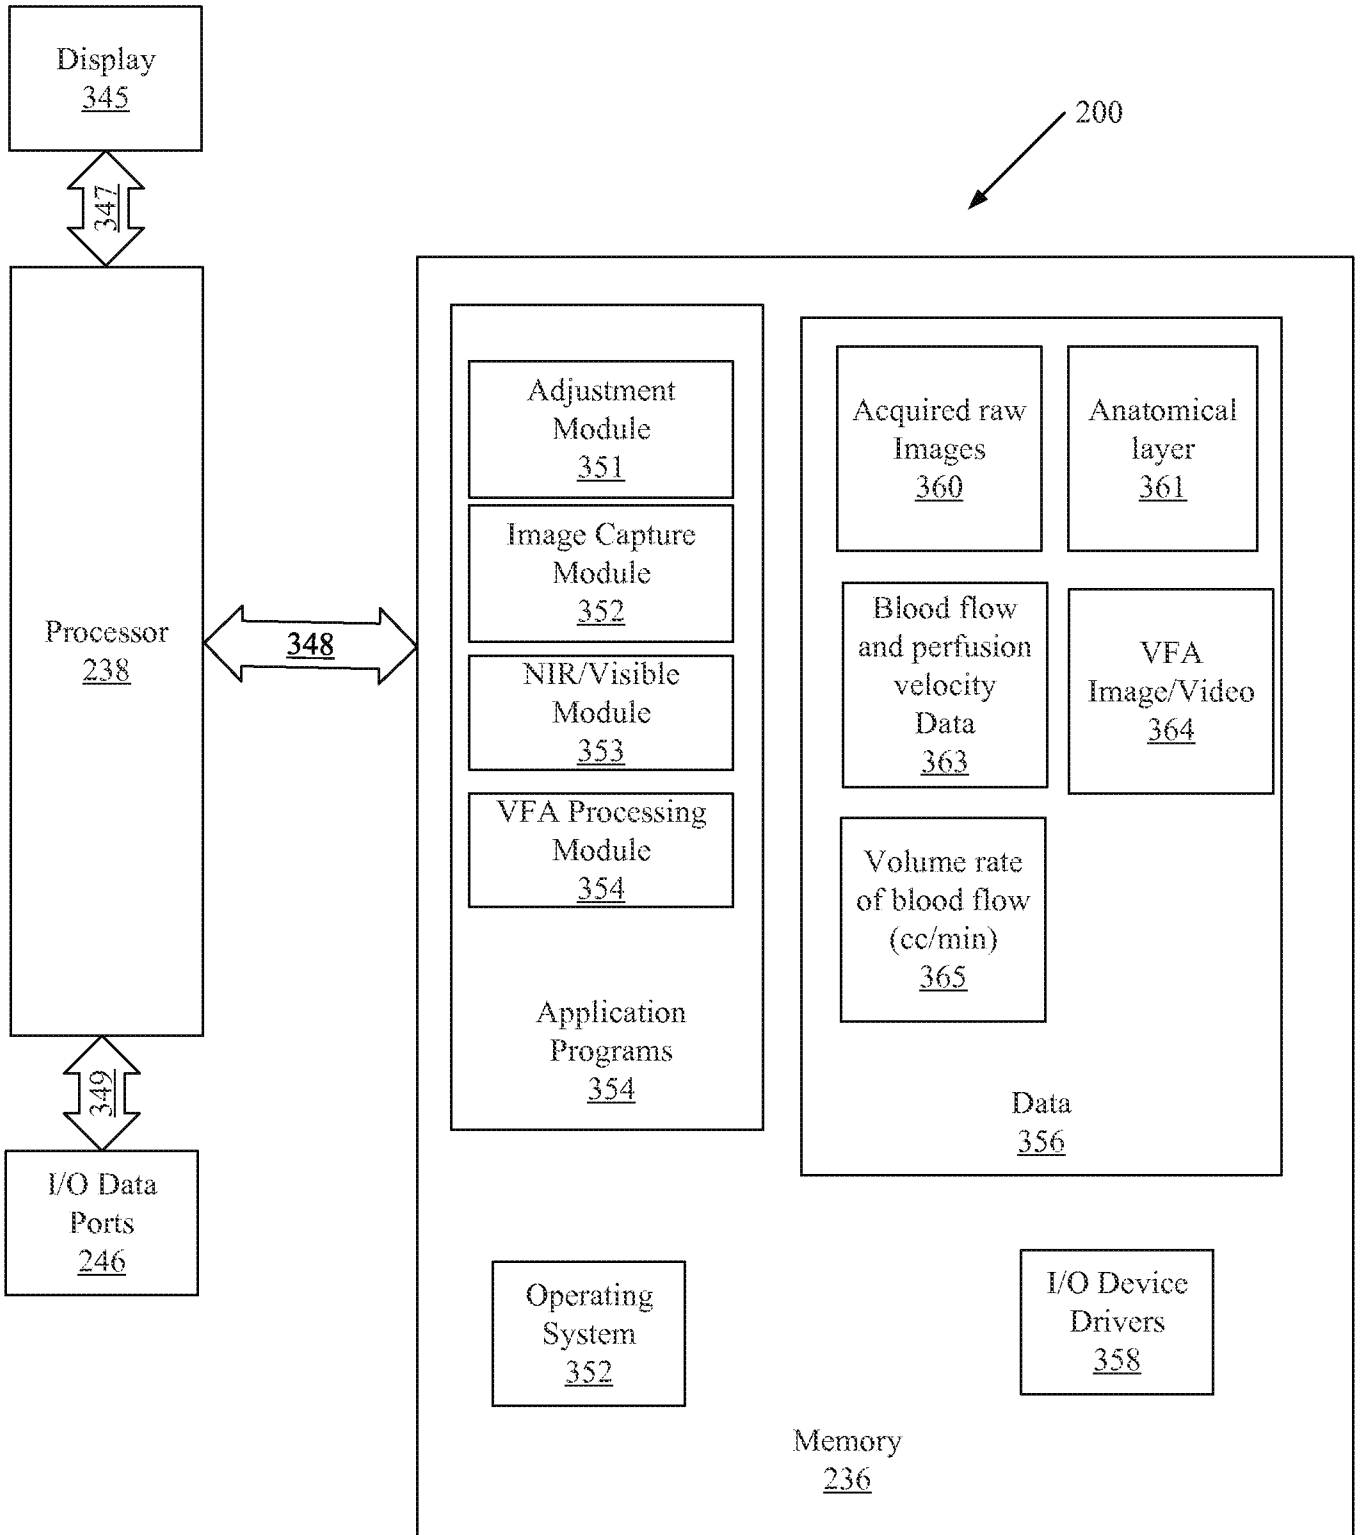 Display
345
200
347
Processor
238
348
349
I/O Data
Ports
246
Adjustment
Module
351
Image Capture
Module
352
NIR/Visible
Module
353
VFA Processing
Module
354
Application
Programs
354
Acquired raw
Images
360
Anatomical
layer
361
Blood flow
and perfusion
velocity
Data
363
VFA
Image/Video
364
Volume rate
of blood flow
(cc/min)
365
Data
356
Operating
System
352
I/O Device
Drivers
358
Memory
236